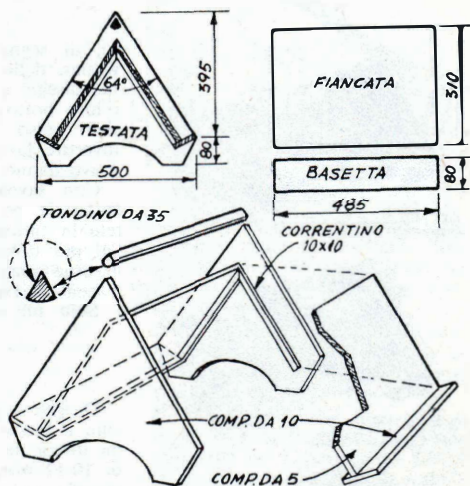 64°
TESTATA
395
80
500
FIANCATA
310
BASETTA
80
485
TONDINO DA 35
CORRENTINO
10x10
COMP. DA 10
COMP. DA 5